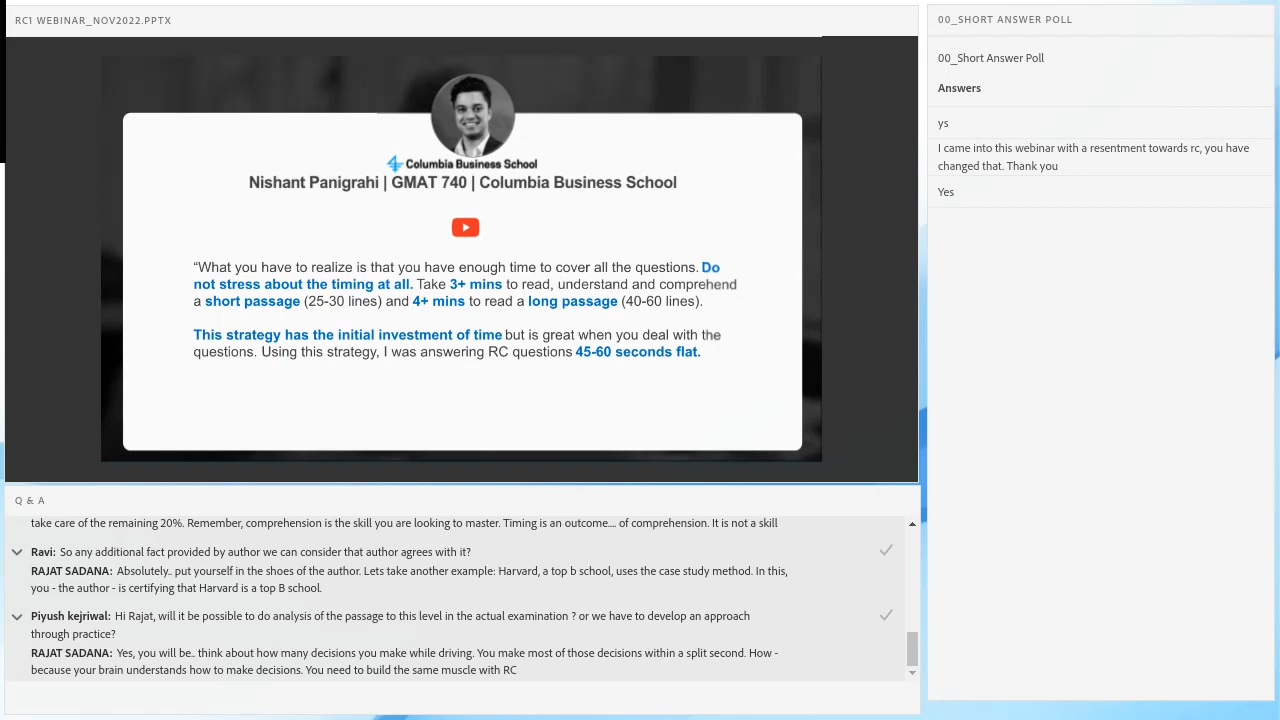 RC1 WEBINAR_NOV2022.PPTX
Columbia Business School
Nishant Panigrahi | GMAT 740 | Columbia Business School
“What you have to realize is that you have enough time to cover all the questions. Do
not stress about the timing at all. Take 3+ mins to read, understand and comprehend
a short passage (25-30 lines) and 4+ mins to read a long passage (40-60 lines).
This strategy has the initial investment of time but is great when you deal with the
questions. Using this strategy, I was answering RC questions 45-60 seconds flat.
Q & A
take care of the remaining 20%. Remember, comprehension is the skill you are looking to master. Timing is an outcome.... of comprehension. It is not a skill
Ravi: So any additional fact provided by author we can consider that author agrees with it?
RAJAT SADANA: Absolutely.. put yourself in the shoes of the author. Lets take another example: Harvard, a top b school, uses the case study method. In this,
you - the author - is certifying that Harvard is a top B school.
Piyush kejriwal: Hi Rajat, will it be possible to do analysis of the passage to this level in the actual examination ? or we have to develop an approach
through practice?
RAJAT SADANA: Yes, you will be.. think about how many decisions you make while driving. You make most of those decisions within a split second. How -
because your brain understands how to make decisions. You need to build the same muscle with RC
00_SHORT ANSWER POLL
00_Short Answer Poll
Answers
ys
I came into this webinar with a resentment towards rc, you have
changed that. Thank you
Yes